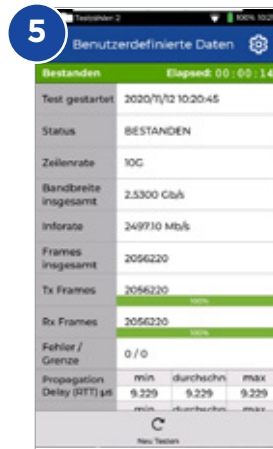 5
Testzähler 2 100% 10:21
Benutzerdefinierte Daten
Bestanden Elapsed: 00:00:14
Test gestartet 2020/11/12 10:20:45
Status BESTANDEN
Zeilenrate 10G
Bandbreite insgesamt 2.5300 Gb/s
Inforate 2497.10 Mb/s
Frames insgesamt 2056220
Tx Frames 2056220
100%
Rx Frames 2056220
100%
Fehler / Grenze 0 / 0
Propagation Delay (RTT) µs
min durchschn max
9.229 9.229 9.229
min durchschn max
Neu Testen